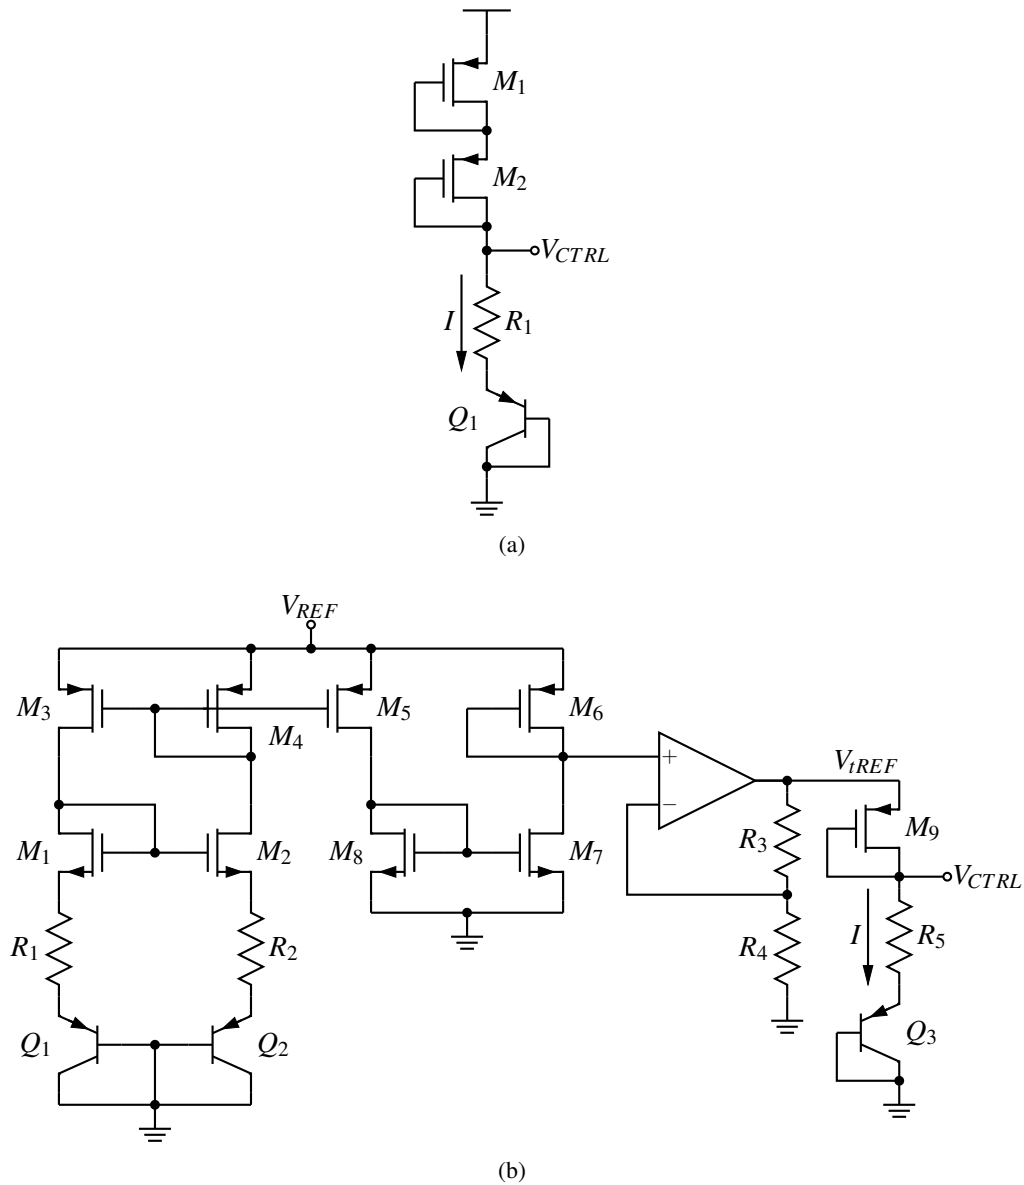 M1
M2
VCTRL
I
R1
Q1
(a)
VREF
M3
M4
M5
M6
VtREF
M1
M2
M8
M7
R3
M9
VCTRL
R1
R2
R4
I
R5
Q1
Q2
Q3
+
−
(b)